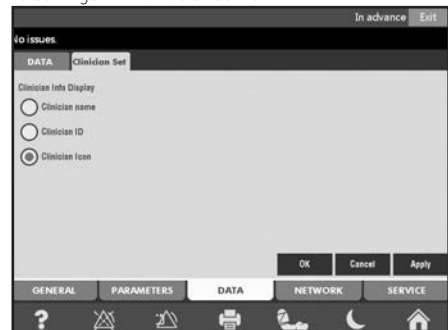 In advance Exit
No issues.
DATA Clinician Set
Clinician Info Display
Clinician name
Clinician ID
Clinician Icon
OK Cancel Apply
GENERAL PARAMETERS DATA NETWORK SERVICE
?